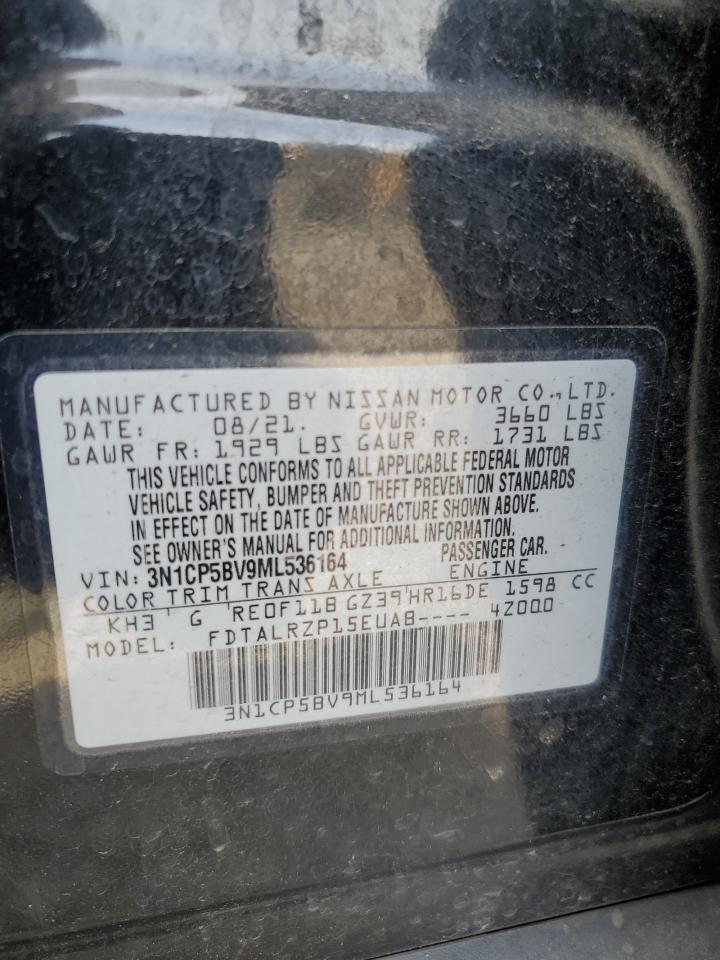 MANUFACTURED BY NISSAN MOTOR CO., LTD.
DATE: 08/21. GVWR: 3660 LBS
GAWR FR: 1929 LBS GAWR RR: 1731 LBS
THIS VEHICLE CONFORMS TO ALL APPLICABLE FEDERAL MOTOR
VEHICLE SAFETY, BUMPER AND THEFT PREVENTION STANDARDS
IN EFFECT ON THE DATE OF MANUFACTURE SHOWN ABOVE.
SEE OWNER'S MANUAL FOR ADDITIONAL INFORMATION.
VIN: 3N1CP5BV9ML536164 PASSENGER CAR.
COLOR TRIM TRANS AXLE ENGINE
KH3 G RE0F11B GZ39 HR16DE 1598 CC
MODEL: FDTALRZP15EUAB---- 4Z000
3N1CP5BV9ML536164